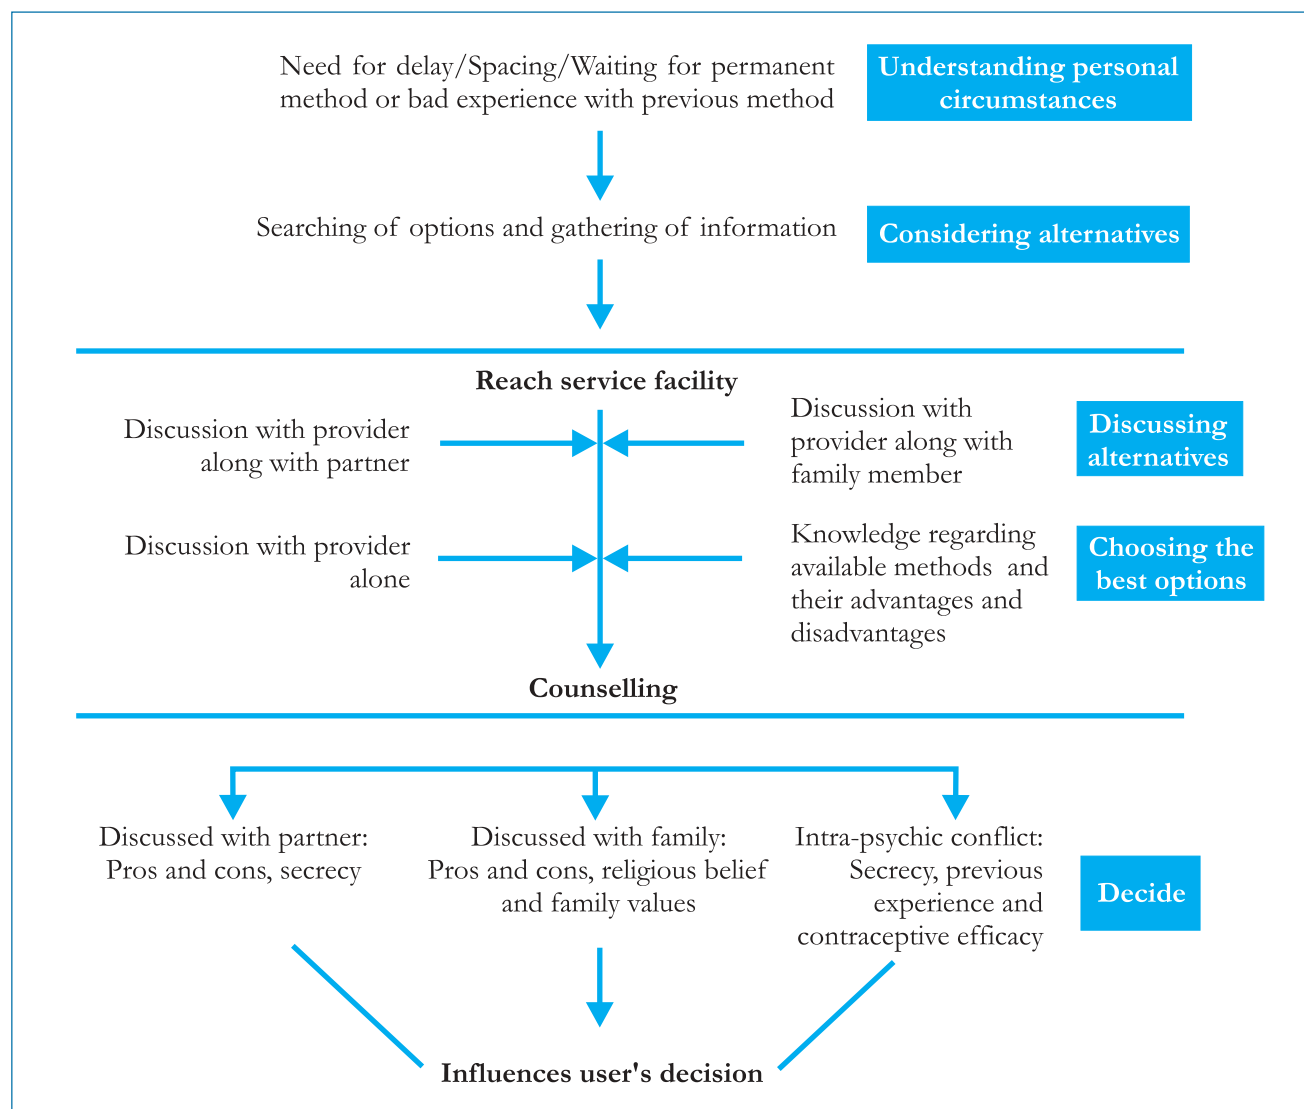 Need for delay/Spacing/Waiting for permanent
method or bad experience with previous method
Understanding personal
circumstances
Searching of options and gathering of information
Considering alternatives
Reach service facility
Discussion with provider
along with partner
Discussion with
provider along with
family member
Discussing
alternatives
Discussion with provider
alone
Knowledge regarding
available methods and
their advantages and
disadvantages
Choosing the
best options
Counselling
Discussed with partner:
Pros and cons, secrecy
Discussed with family:
Pros and cons, religious belief
and family values
Intra-psychic conflict:
Secrecy, previous
experience and
contraceptive efficacy
Decide
Influences user's decision